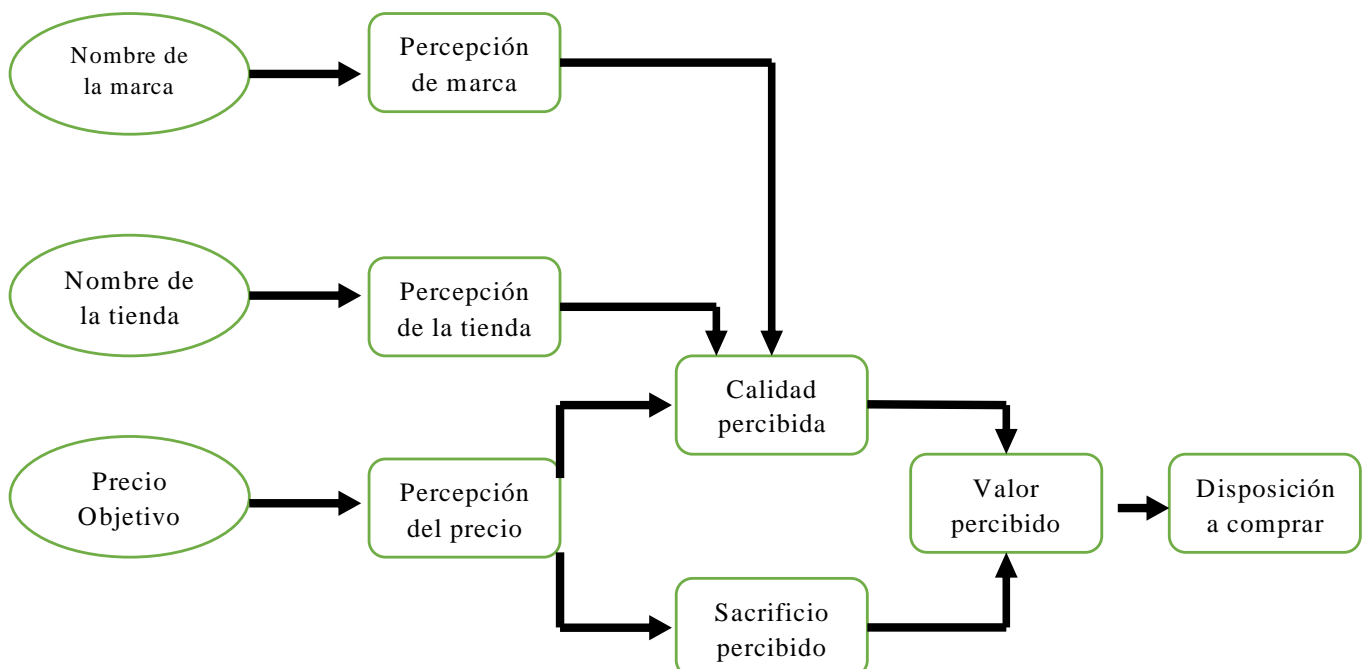 Nombre de
la marca
Percepción
de marca
Nombre de
la tienda
Percepción
de la tienda
Calidad
percibida
Precio
Objetivo
Percepción
del precio
Valor
percibido
Disposición
a comprar
Sacrificio
percibido